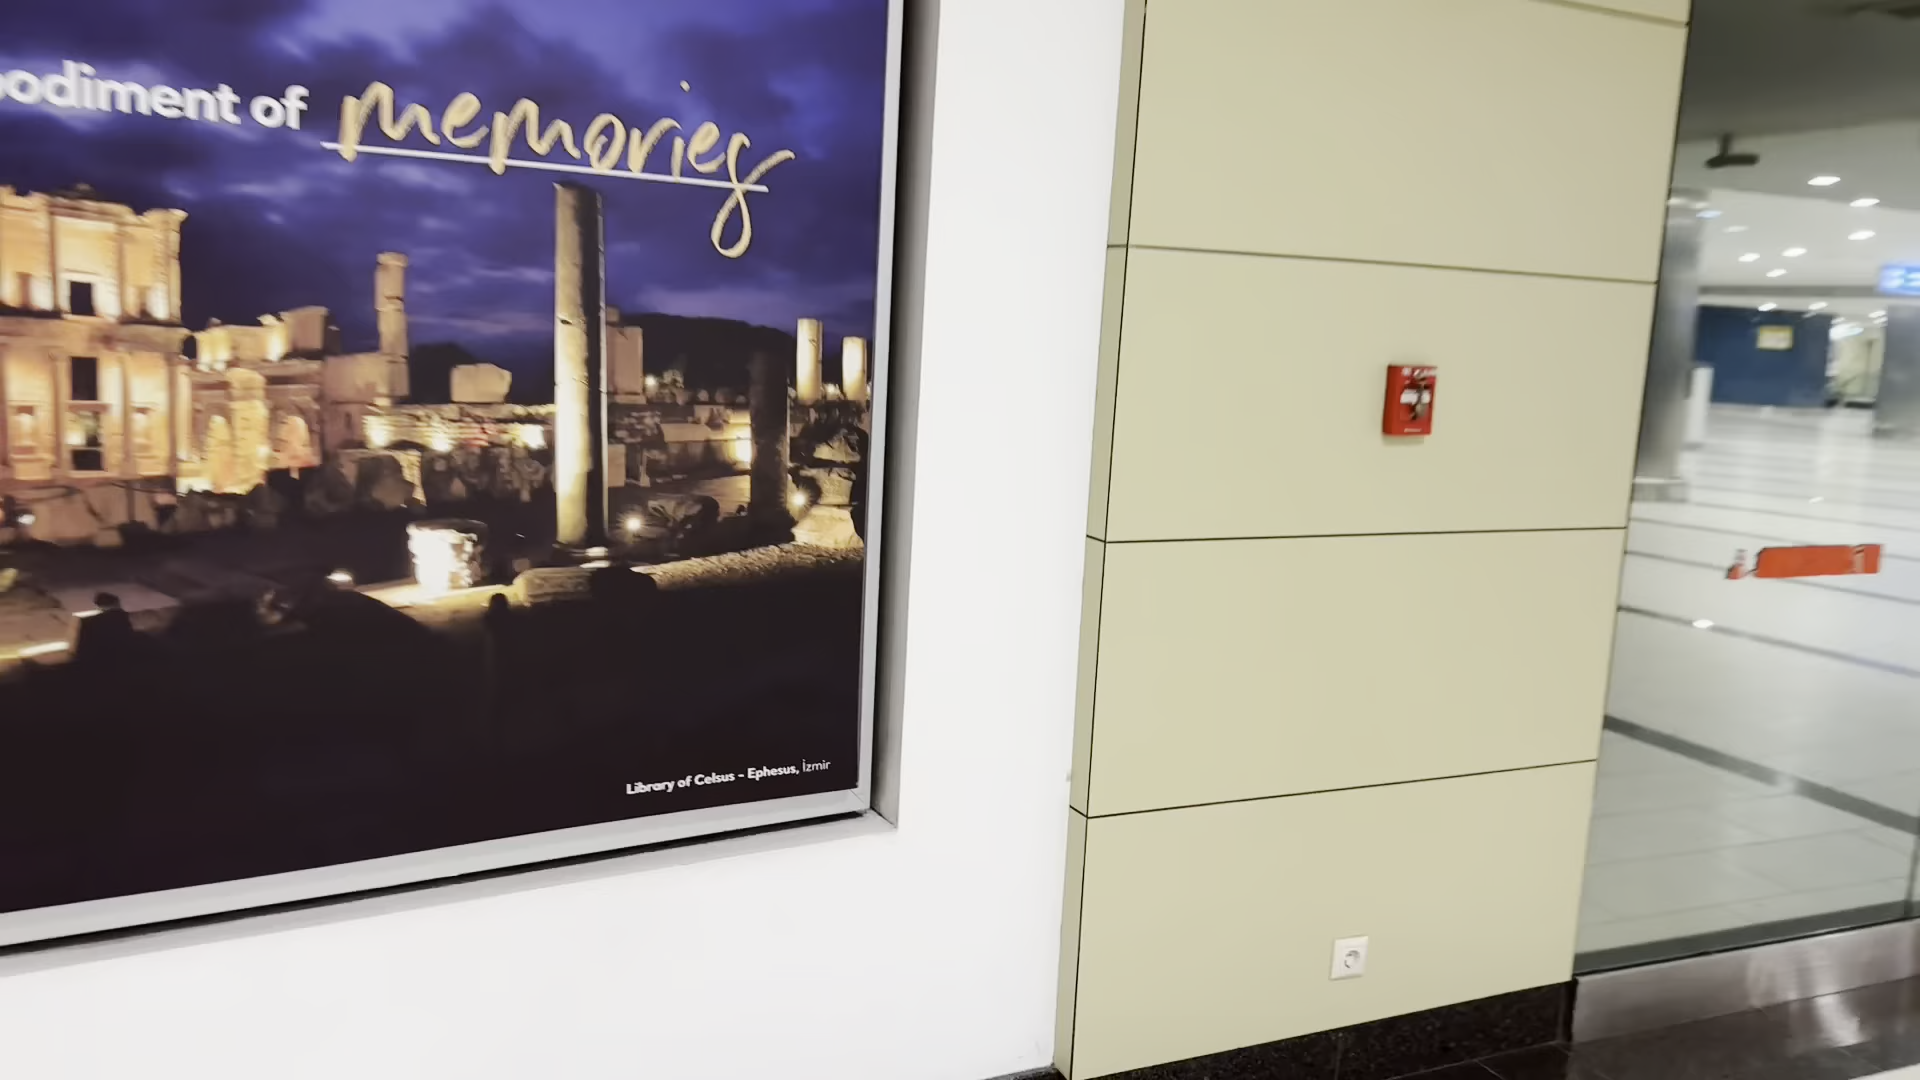 odiment of memories
Library of Celsus - Ephesus, İzmir